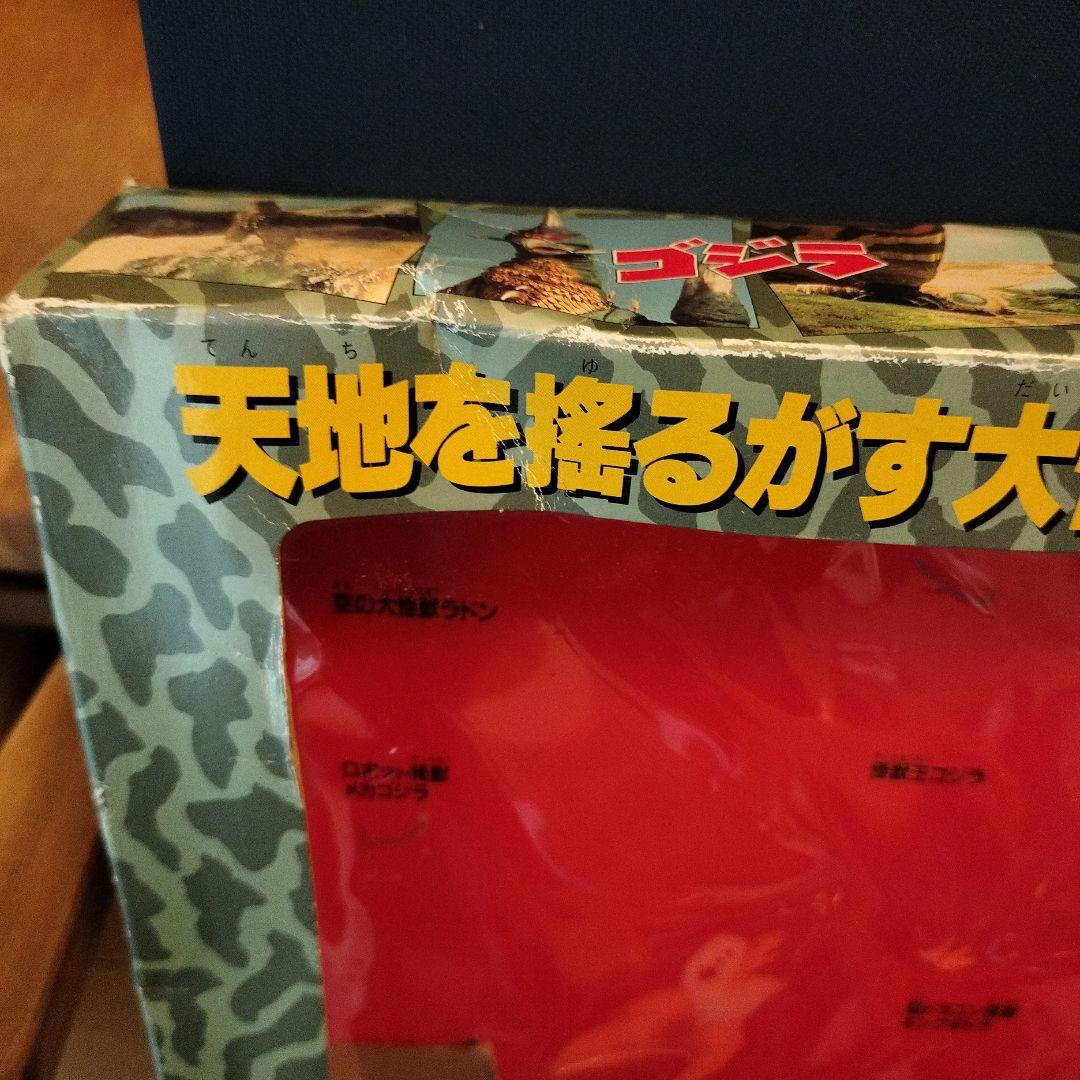 ゴジラ
てんち ゆ だい
天地を揺るがす大
空の大怪獣ラドン
ロボット怪獣
メカゴジラ
怪獣王ゴジラ